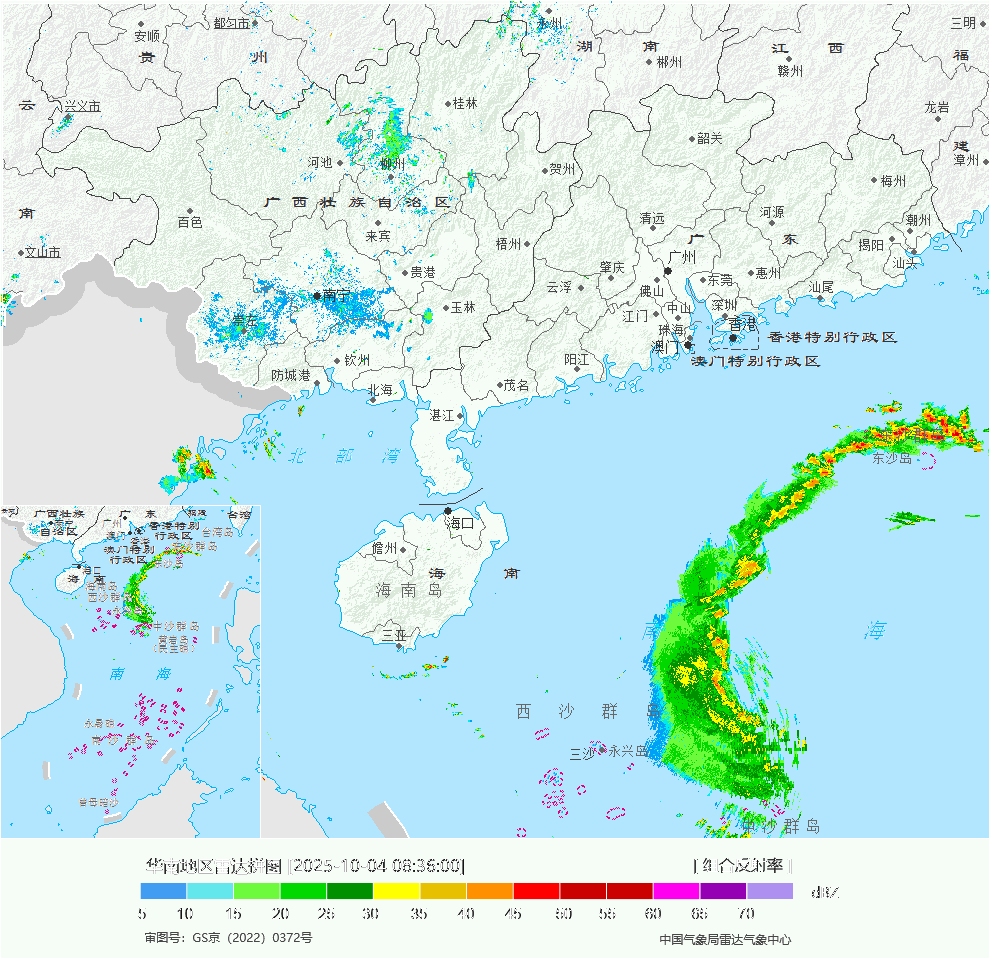 永州
三明
安顺
都匀市
贵
州
湖
南
江
西
福
郴州
赣州
云
兴义市
桂林
龙岩
韶关
建
漳州
河池
柳州
贺州
梅州
南
广西壮族自治区
百色
清远
河源
潮州
来宾
文山市
梧州
广
东
揭阳
汕头
贵港
肇庆
广州
东莞
惠州
南宁
云浮
佛山
汕尾
崇左
玉林
江门
中山
深圳
珠海
香港
香港特别行政区
澳门
澳门特别行政区
钦州
阳江
防城港
北海
茂名
湛江
北部湾
东沙岛
海口
儋州
海
南
海南岛
三亚
南
海
西沙群岛
三沙
永兴岛
中沙群岛
广西壮族
自治区
广东
台湾
广州
香港特别
行政区
澳门特别
行政区
台湾岛
海口
海南
海南岛
中沙群岛
黄岩岛
南海
永暑礁
南沙群岛
曾母暗沙
华南地区雷达拼图 [2025-10-04 08:36:00]
[组合反射率]
dBZ
5 10 15 20 25 30 35 40 45 50 55 60 65 70
审图号：GS京（2022）0372号
中国气象局雷达气象中心